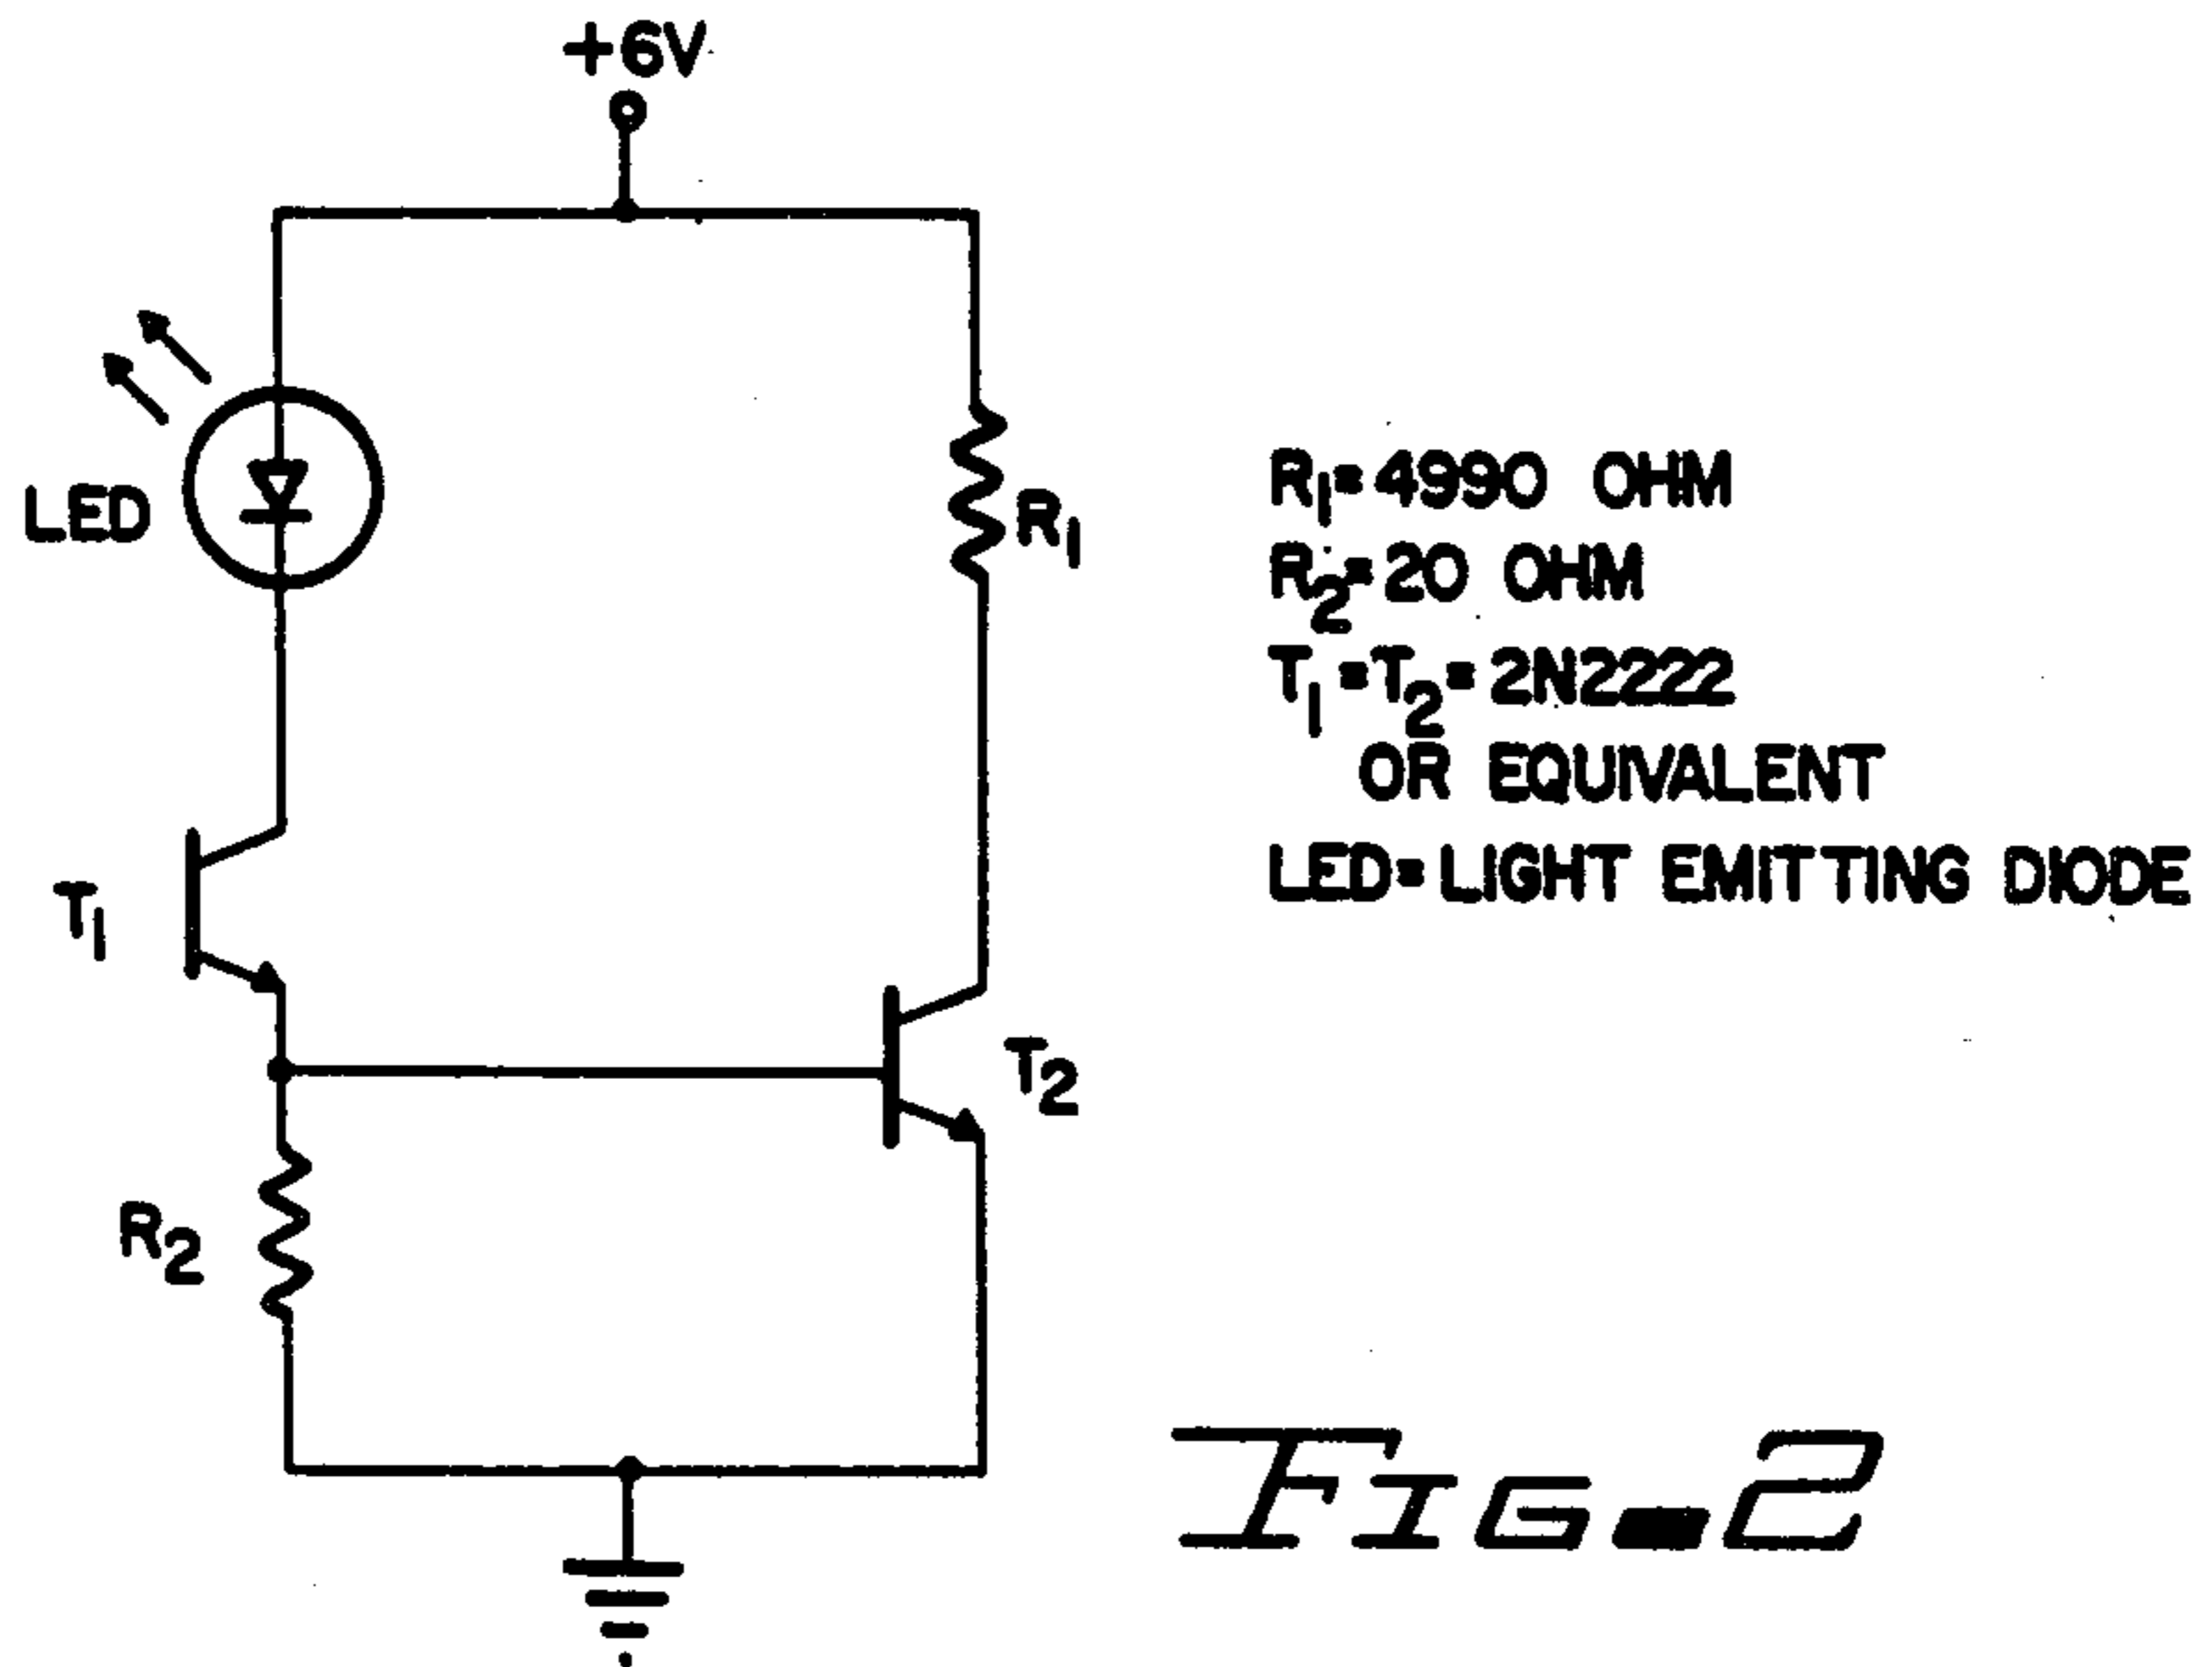 +6V
LED
R1
R1=4990 OHM
R2=20 OHM
T1=T2=2N2222
OR EQUIVALENT
LED=LIGHT EMITTING DIODE
T1
T2
R2
FIG-2